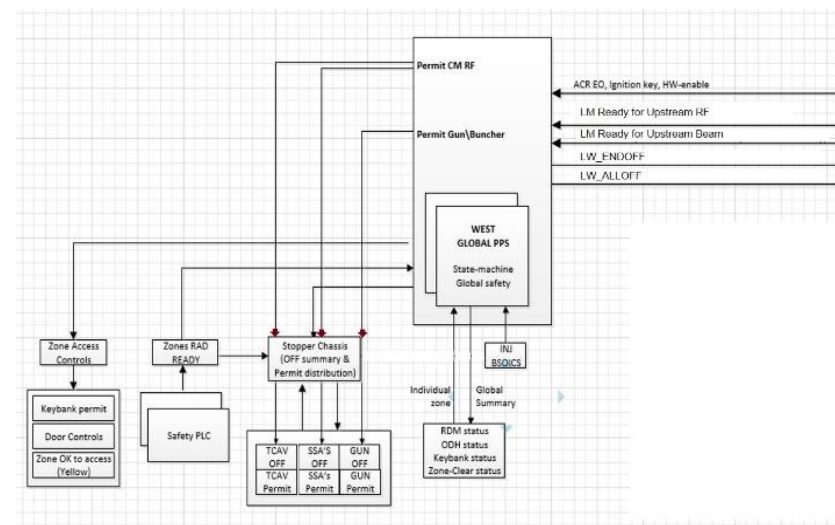 Permit CM RF
ACR EO, Ignition key, HW-enable
LM Ready for Upstream RF
Permit Gun\Buncher
LM Ready for Upstream Beam
LW_ENDOFF
LW_ALLOFF
WEST
GLOBAL PPS
State-machine
Global safety
Zone Access
Controls
Zones RAD
READY
Stopper Chassis
(OFF summary &
Permit distribution)
INJ
BSOICS
Individual
zone
Global
Summary
Keybank permit
Door Controls
Zone OK to access
(Yellow)
Safety PLC
TCAV
OFF
SSA'S
OFF
GUN
OFF
TCAV
Permit
SSA's
Permit
GUN
Permit
RDM status
ODH status
Keybank status
Zone-Clear status